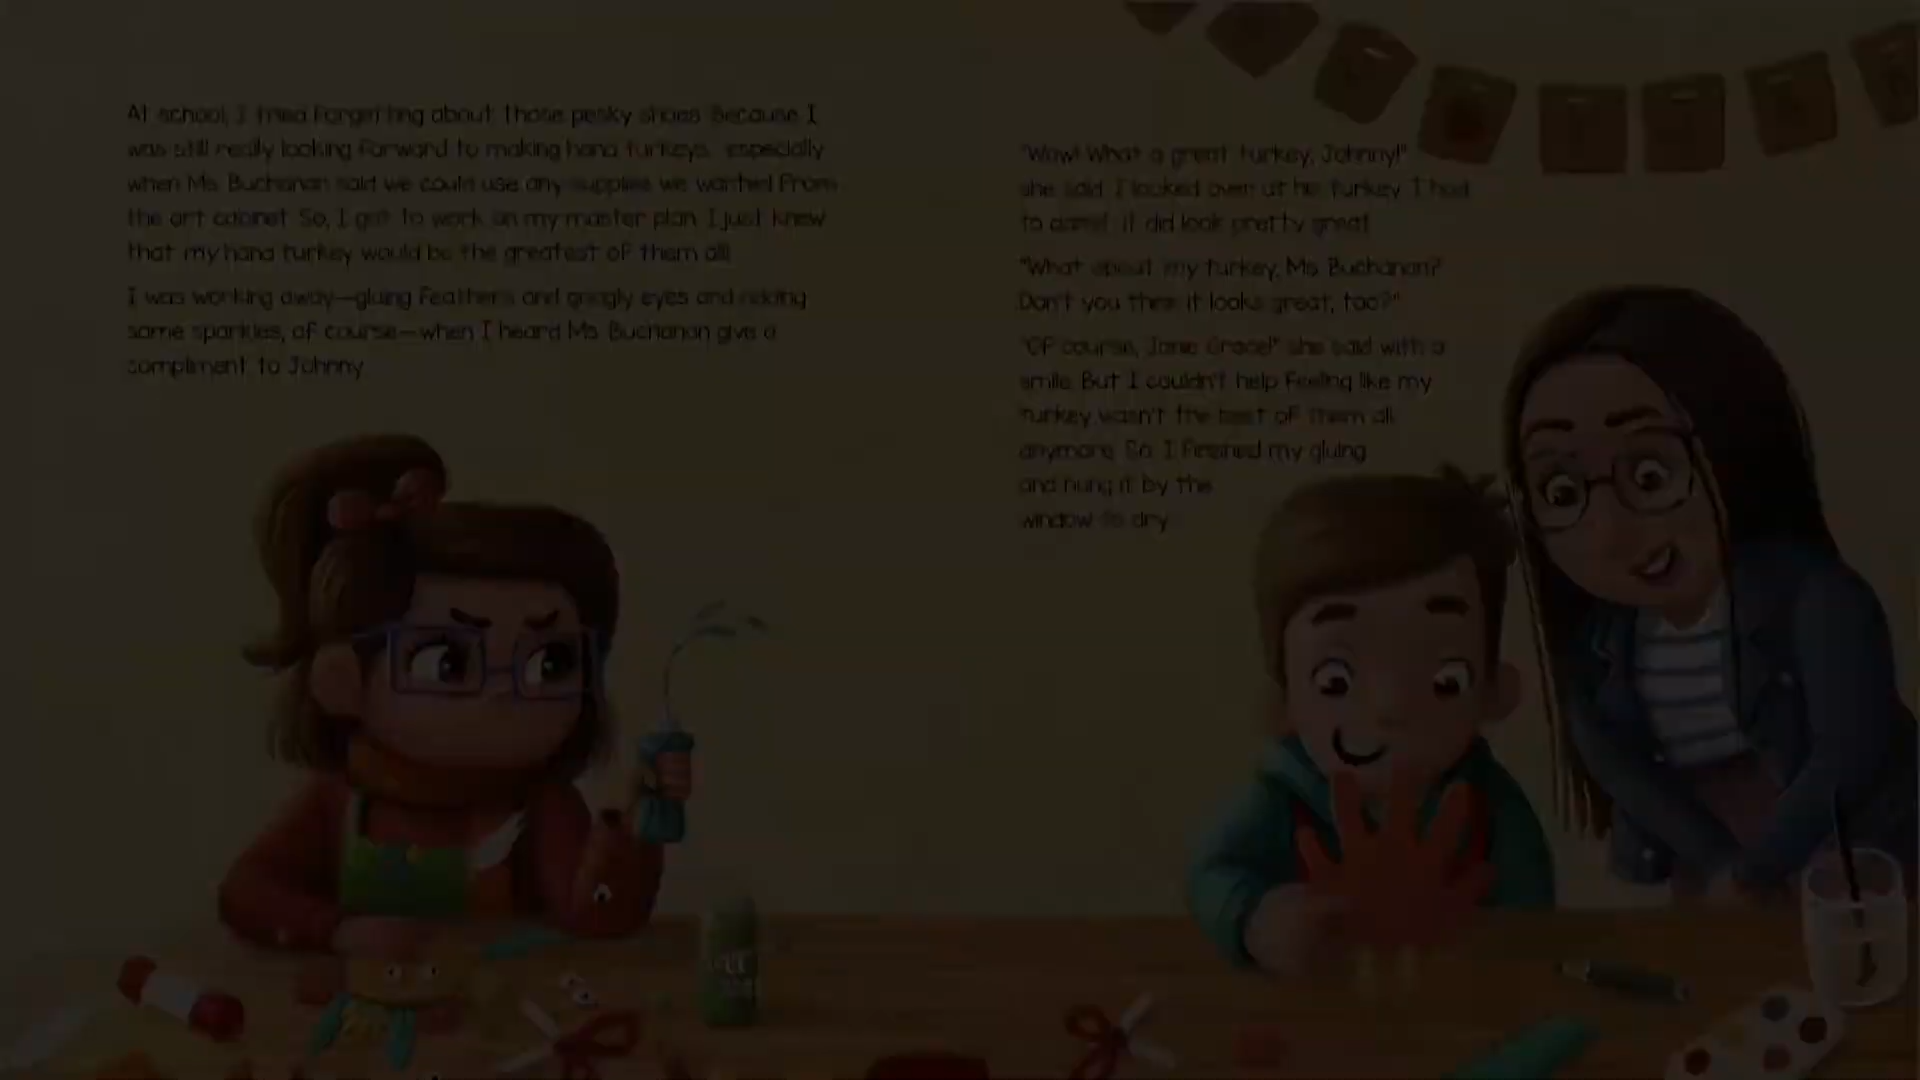 At school, I tried forgetting about those pesky shoes. Because I
was still really looking forward to making hand turkeys... especially
when Ms. Buchanan said we could use any supplies we wanted from
the art cabinet. So, I got to work on my master plan. I just knew
that my hand turkey would be the greatest of them all!
I was working away—gluing feathers and googly eyes and adding
some sparkles, of course—when I heard Ms. Buchanan give a
compliment to Johnny.
"Wow! What a great turkey, Johnny!"
she said. I looked over at his turkey. I had
to admit, it did look pretty great.
"What about my turkey, Ms. Buchanan?
Don't you think it looks great, too?"
"Of course, Jane Grace!" she said with a
smile. But I couldn't help feeling like my
turkey wasn't the best of them all
anymore. So, I finished my gluing
and hung it by the
window to dry.